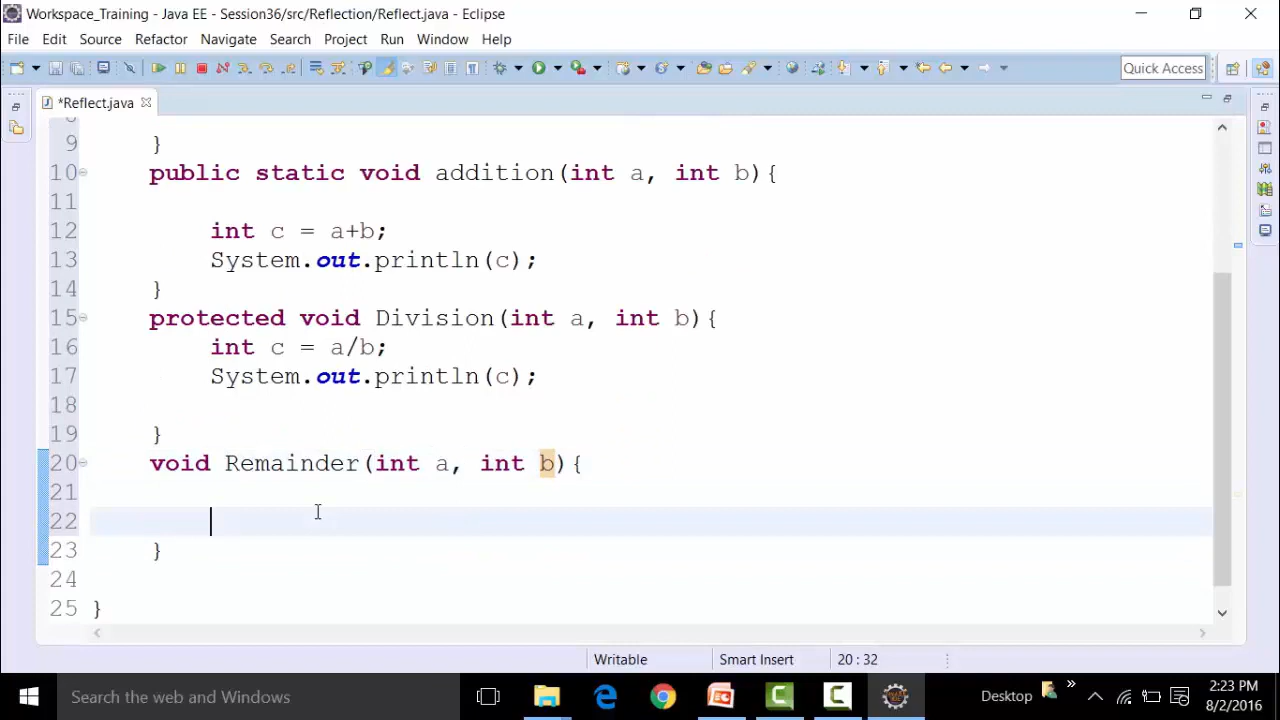 Workspace_Training - Java EE - Session36/src/Reflection/Reflect.java - Eclipse
File Edit Source Refactor Navigate Search Project Run Window Help
Quick Access
*Reflect.java
9 }
10 public static void addition(int a, int b){
11
12 int c = a+b;
13 System.out.println(c);
14 }
15 protected void Division(int a, int b){
16 int c = a/b;
17 System.out.println(c);
18
19 }
20 void Remainder(int a, int b){
21
22
23 }
24
25 }
Writable Smart Insert 20 : 32
Search the web and Windows
Desktop
2:23 PM
8/2/2016